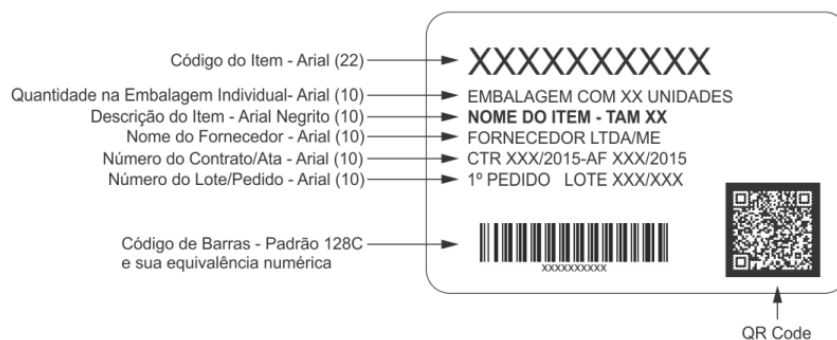 Código do Item - Arial (22)
XXXXXXXXXX
Quantidade na Embalagem Individual- Arial (10)
EMBALAGEM COM XX UNIDADES
Descrição do Item - Arial Negrito (10)
NOME DO ITEM - TAM XX
Nome do Fornecedor - Arial (10)
FORNECEDOR LTDA/ME
Número do Contrato/Ata - Arial (10)
CTR XXX/2015-AF XXX/2015
Número do Lote/Pedido - Arial (10)
1º PEDIDO LOTE XXX/XXX
Código de Barras - Padrão 128C
e sua equivalência numérica
XXXXXXXXXX
QR Code